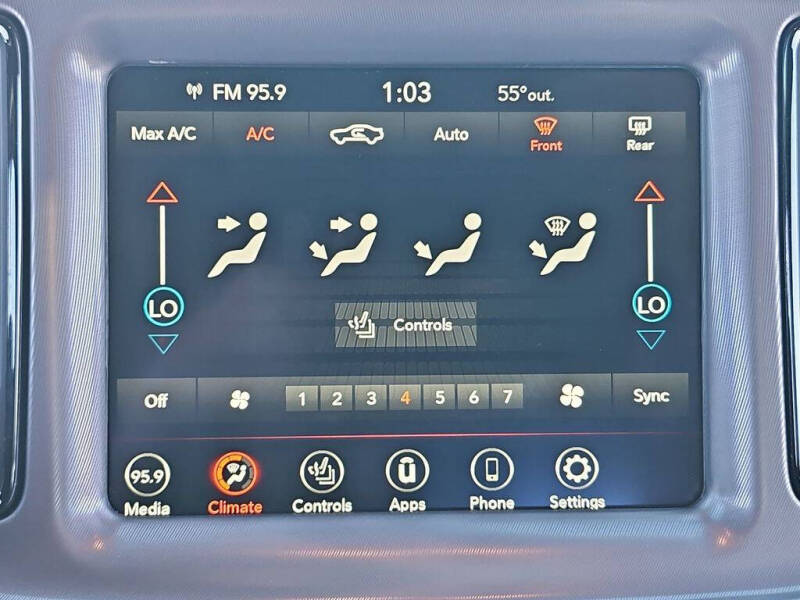 FM 95.9 1:03 55° out.
Max A/C A/C Auto Front Rear
LO LO
Controls
Off 1 2 3 4 5 6 7 Sync
95.9
Media Climate Controls Apps Phone Settings